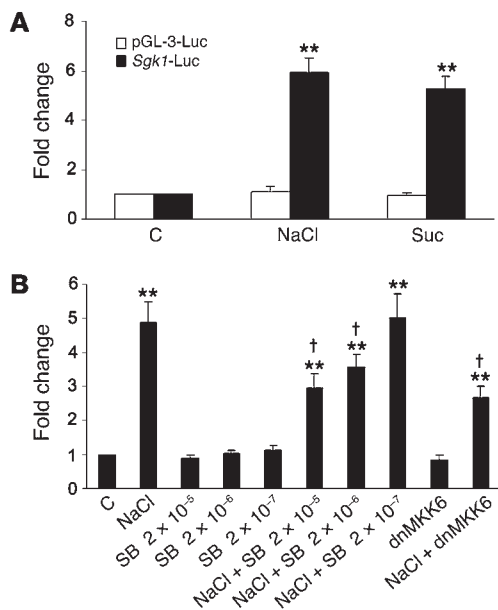 A
pGL-3-Luc
Sgk1-Luc
Fold change
8
6
4
2
0
**
**
C
NaCl
Suc
B
Fold change
6
5
4
3
2
1
0
**
†
**
†
**
**
†
**
C
NaCl
SB 2 × 10⁻⁵
SB 2 × 10⁻⁶
SB 2 × 10⁻⁷
NaCl + SB 2 × 10⁻⁵
NaCl + SB 2 × 10⁻⁶
NaCl + SB 2 × 10⁻⁷
dnMKK6
NaCl + dnMKK6